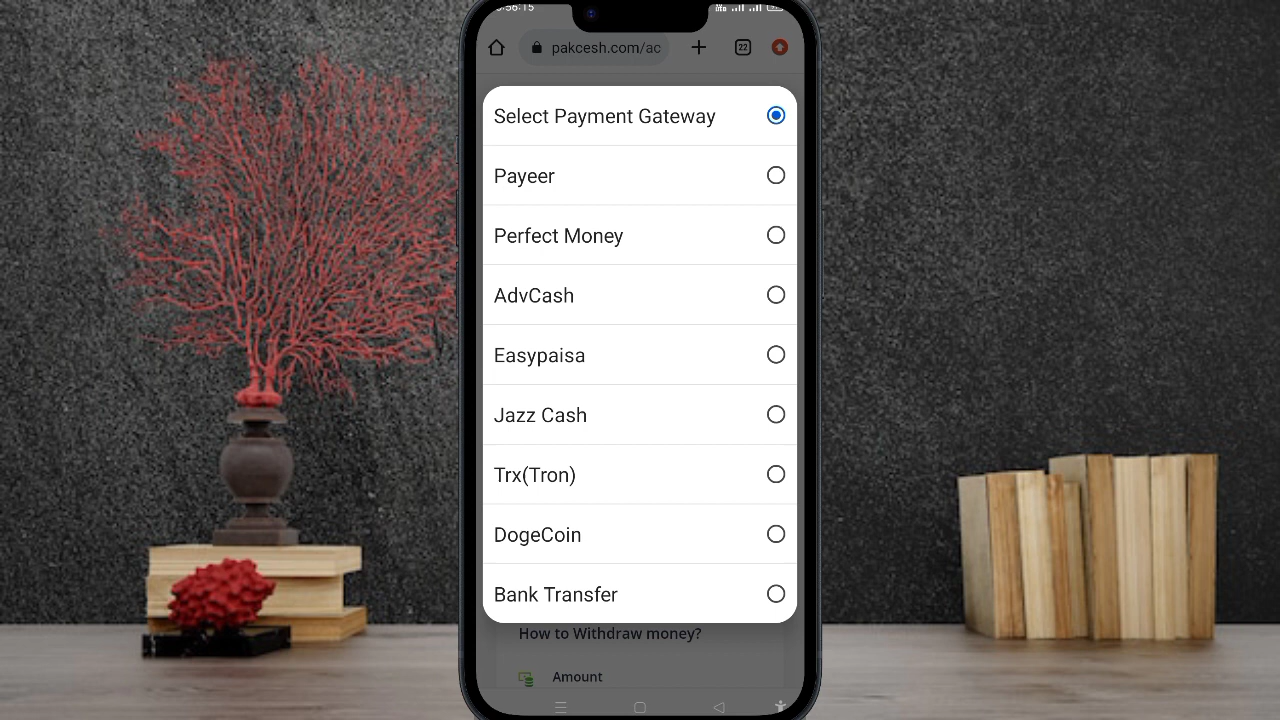 pakcesh.com/ac
22
Select Payment Gateway
Payeer
Perfect Money
AdvCash
Easypaisa
Jazz Cash
Trx(Tron)
DogeCoin
Bank Transfer
How to Withdraw money?
Amount